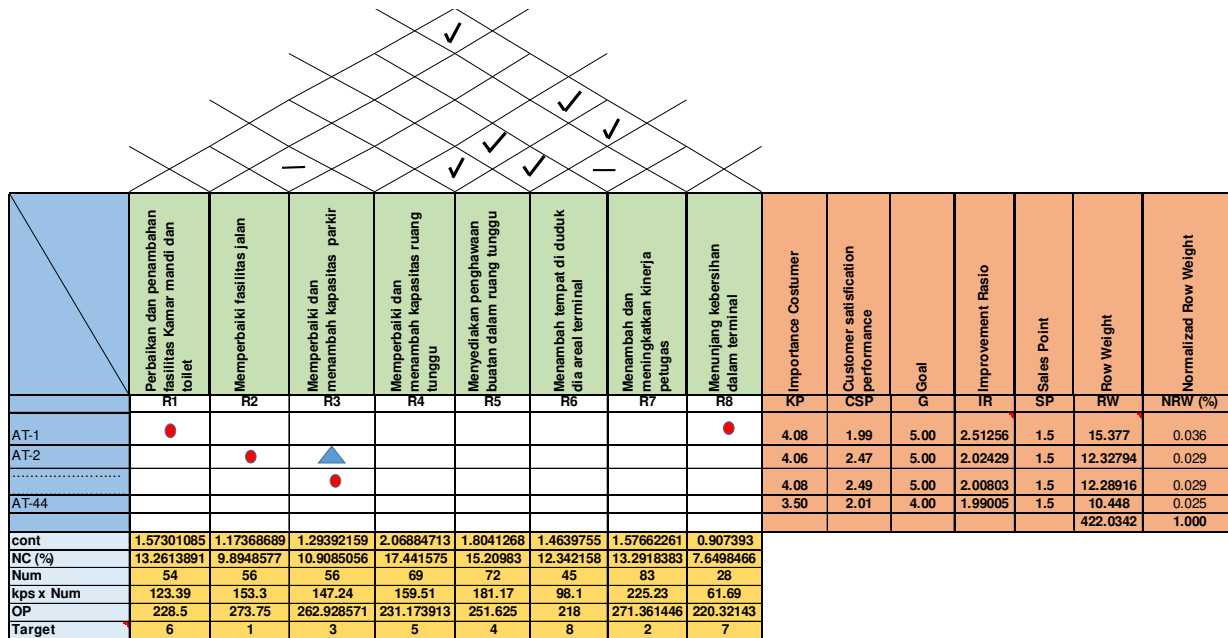 Perbaikan dan penambahan
fasilitas Kamar mandi dan
toilet
Memperbaiki fasilitas jalan
Memperbaiki dan
menambah kapasitas parkir
Memperbaiki dan
menambah kapasitas ruang
tunggu
Menyediakan penghawaan
buatan dalam ruang tunggu
Menambah tempat di duduk
dia areal terminal
Menambah dan
meningkatkan kinerja
petugas
Menunjang kebersihan
dalam terminal
Importance Costumer
Customer satisfication
performance
Goal
Improvement Rasio
Sales Point
Row Weight
Normalizad Row Weight
R1 R2 R3 R4 R5 R6 R7 R8 KP CSP G IR SP RW NRW (%)
AT-1 4.08 1.99 5.00 2.51256 1.5 15.377 0.036
AT-2 4.06 2.47 5.00 2.02429 1.5 12.32794 0.029
........................ 4.08 2.49 5.00 2.00803 1.5 12.28916 0.029
AT-44 3.50 2.01 4.00 1.99005 1.5 10.448 0.025
422.0342 1.000
cont 1.57301085 1.17368689 1.29392159 2.06884713 1.8041268 1.4639755 1.57662261 0.907393
NC (%) 13.2613891 9.8948577 10.9085056 17.441575 15.20983 12.342158 13.2918383 7.6498466
Num 54 56 56 69 72 45 83 28
kps x Num 123.39 153.3 147.24 159.51 181.17 98.1 225.23 61.69
OP 228.5 273.75 262.928571 231.173913 251.625 218 271.361446 220.32143
Target 6 1 3 5 4 8 2 7